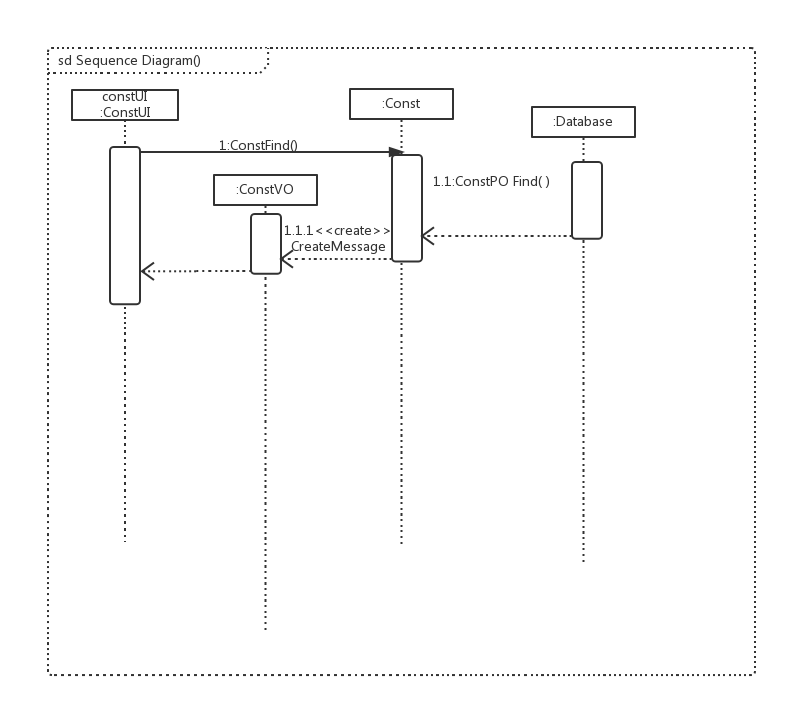 sd Sequence Diagram()
constUI
:ConstUI
:Const
:Database
1:ConstFind()
1.1:ConstPO Find( )
:ConstVO
1.1.1<<create>>
CreateMessage